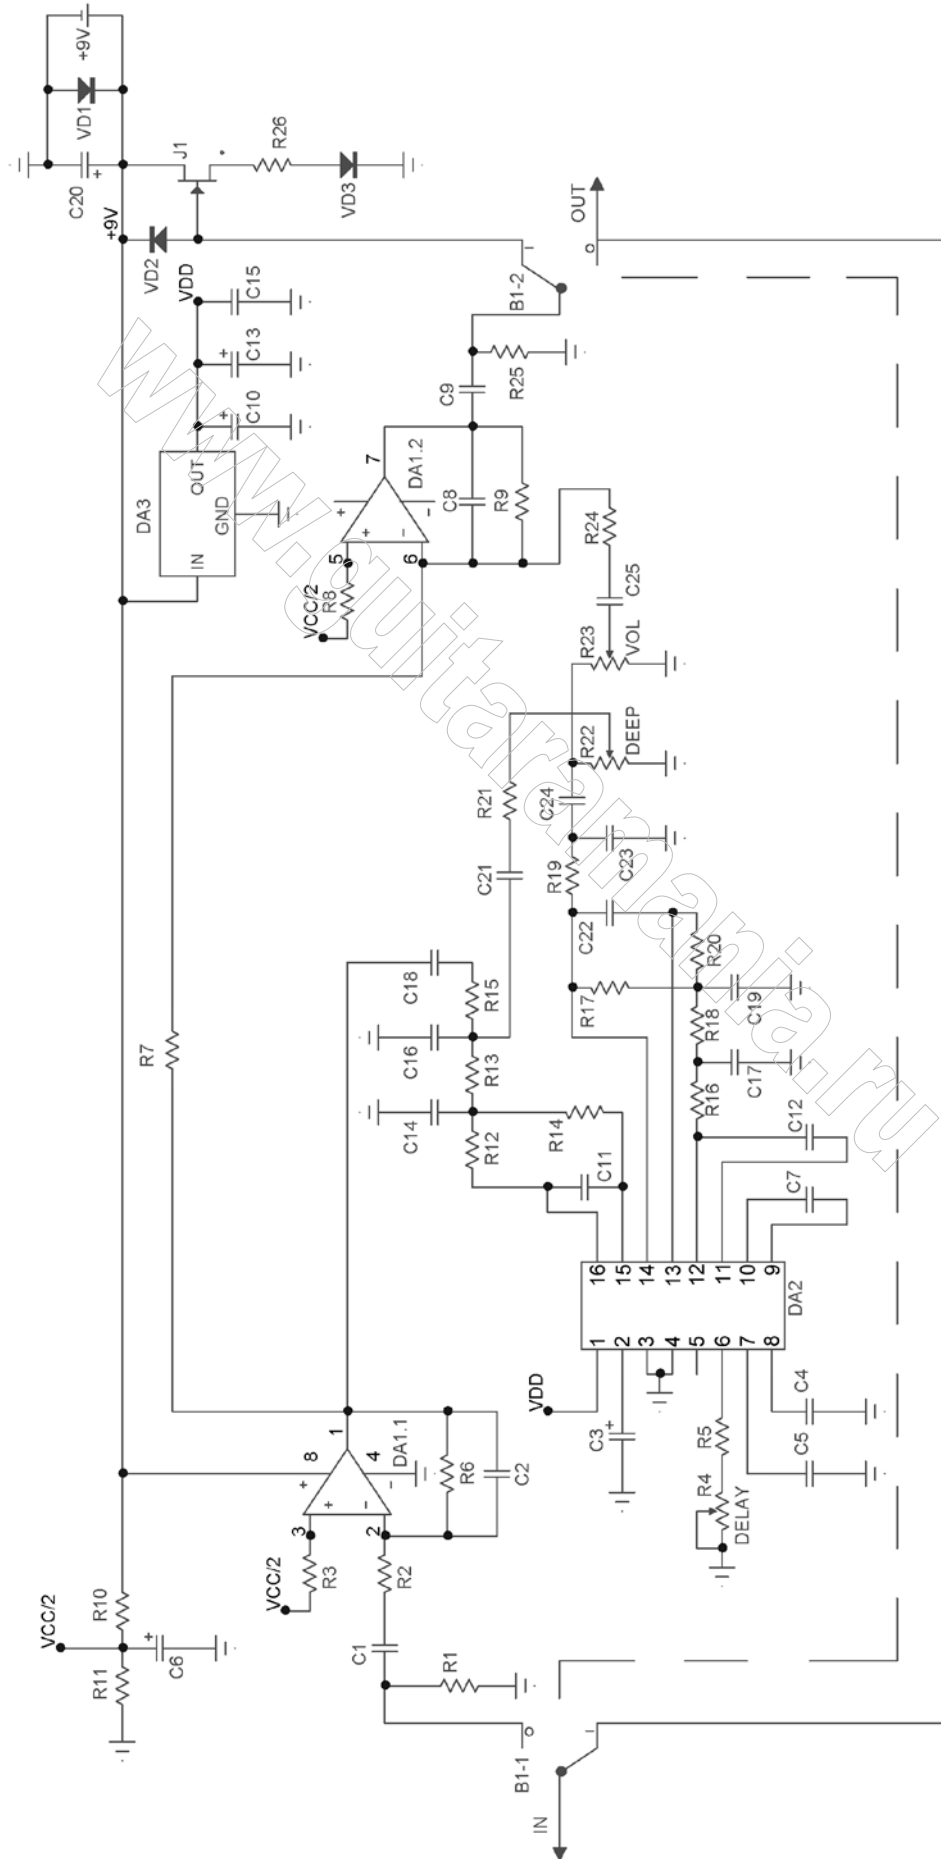 +9V
VD1
C20
+
J1
R26
VD3
+9V
VD2
VDD
C15
+
C13
+
C10
OUT
B1-2
DA3
IN
OUT
GND
C9
R25
7
DA1.2
+
+
-
-
5
6
C8
R9
VCC/2
R8
R24
C25
R23
VOL
R22
DEEP
R21
C21
C24
R19
C23
C22
R20
R17
R18
C19
C17
R16
C12
C7
R7
C18
R15
C16
R13
C14
R12
R14
C11
16
15
14
13
12
11
10
9
1
2
3
4
5
6
7
8
DA2
VDD
C3
+
R5
R4
DELAY
C5
C4
1
8
4
DA1.1
+
+
-
-
3
2
R6
C2
VCC/2
R3
R2
C1
R1
VCC/2
R10
R11
+
C6
B1-1
IN
www.guitaramania.ru